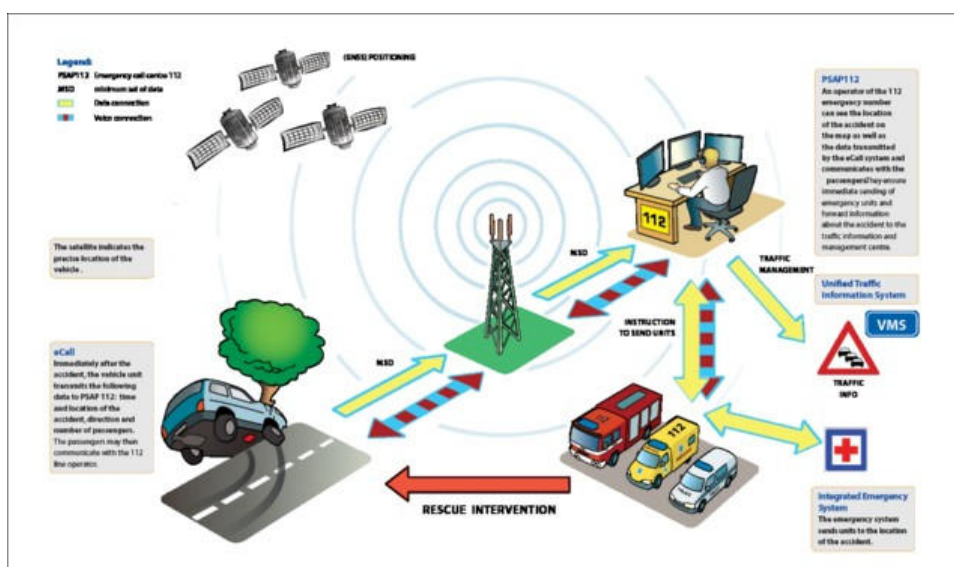 Legend:
PSAP112 Emergency call centre 112
MSD minimum set of data
Data connection
Voice connection
(GNSS) POSITIONING
The satellite indicates the
precise location of the
vehicle .
eCall
Immediately after the
accident, the vehicle unit
transmits the following
data to PSAP 112: time
and location of the
accident, direction and
number of passengers.
The passengers may then
communicate with the 112
line operator.
MSD
MSD
112
INSTRUCTION
TO SEND UNITS
TRAFFIC
MANAGEMENT
PSAP112
An operator of the 112
emergency number
can see the location
of the accident on
the map as well as
the data transmitted
by the eCall system and
communicates with the
passengers.They ensure
immediate sending of
emergency units and
forward information
about the accident to the
traffic information and
management centre.
Unified Traffic
Information System
VMS
TRAFFIC
INFO
112
POLICE
RESCUE INTERVENTION
Integrated Emergency
System
The emergency system
sends units to the location
of the accident.